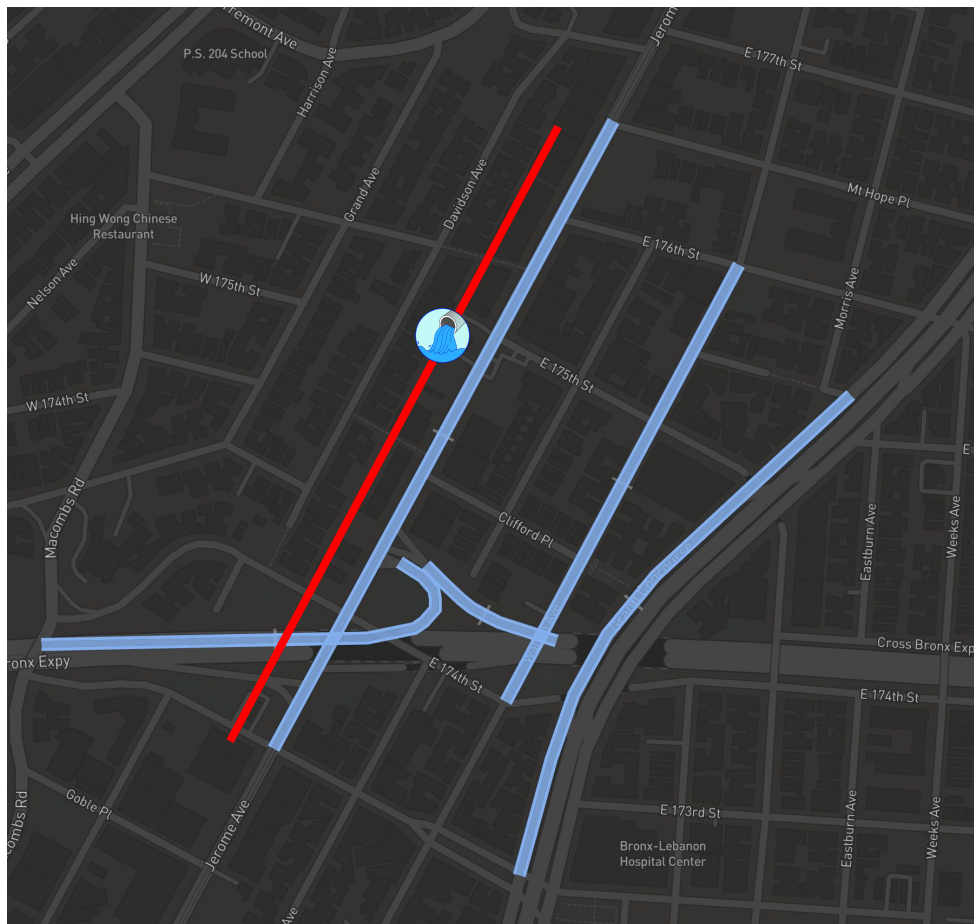 Tremont Ave
P.S. 204 School
Harrison Ave
Jerom
E 177th St
Mt Hope Pl
Grand Ave
Davidson Ave
Hing Wong Chinese
Restaurant
Nelson Ave
W 175th St
E 176th St
Morris Ave
E 175th St
W 174th St
Macombs Rd
Clifford Pl
E
Eastburn Ave
Weeks Ave
Bronx Expy
E 174th St
Cross Bronx Exp
E 174th St
Goble Pl
combs Rd
Jerome Ave
E 173rd St
Bronx-Lebanon
Hospital Center
Eastburn Ave
Weeks Ave
s Ave